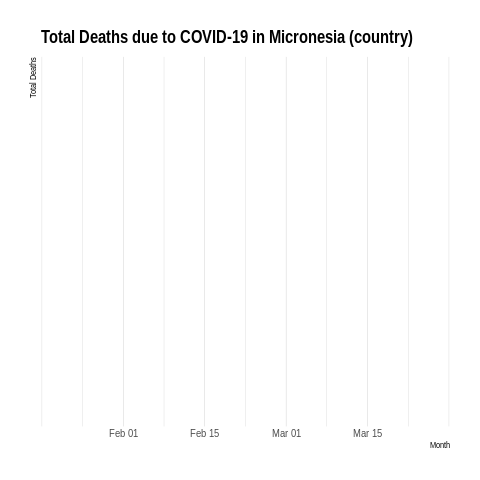 Total Deaths due to COVID-19 in Micronesia (country)
Total Deaths
Feb 01
Feb 15
Mar 01
Mar 15
Month